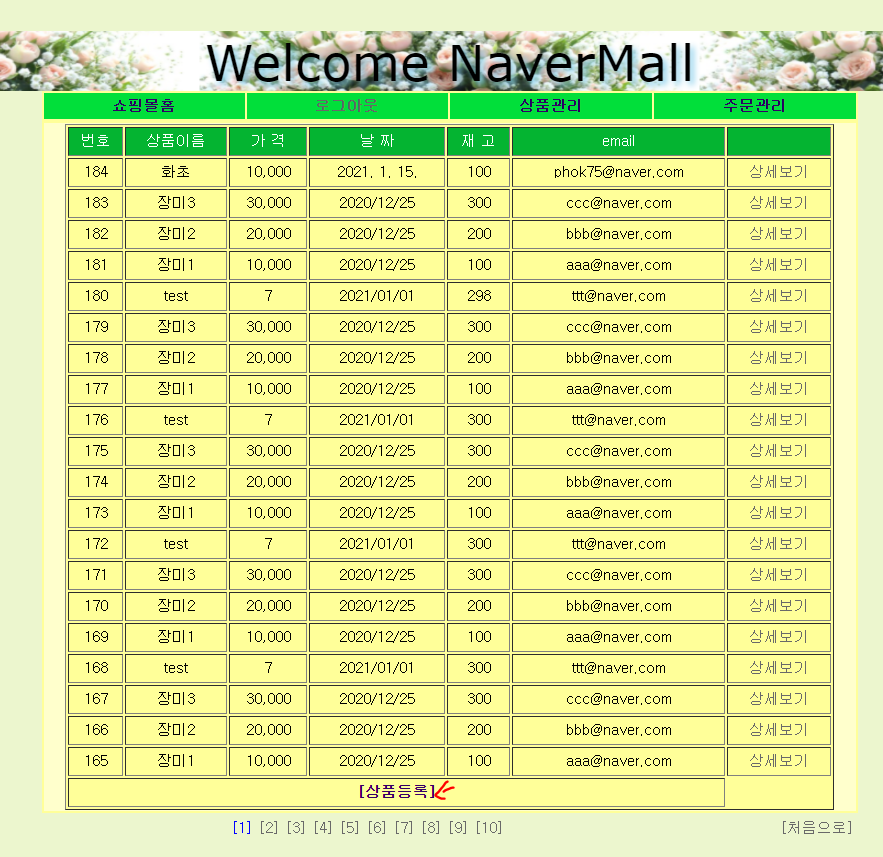 Welcome NaverMall
쇼핑몰홈 로그아웃 상품관리 주문관리
번호 상품이름 가 격 날 짜 재 고 email
184 화초 10,000 2021. 1. 15. 100 phok75@naver.com 상세보기
183 장미3 30,000 2020/12/25 300 ccc@naver.com 상세보기
182 장미2 20,000 2020/12/25 200 bbb@naver.com 상세보기
181 장미1 10,000 2020/12/25 100 aaa@naver.com 상세보기
180 test 7 2021/01/01 298 ttt@naver.com 상세보기
179 장미3 30,000 2020/12/25 300 ccc@naver.com 상세보기
178 장미2 20,000 2020/12/25 200 bbb@naver.com 상세보기
177 장미1 10,000 2020/12/25 100 aaa@naver.com 상세보기
176 test 7 2021/01/01 300 ttt@naver.com 상세보기
175 장미3 30,000 2020/12/25 300 ccc@naver.com 상세보기
174 장미2 20,000 2020/12/25 200 bbb@naver.com 상세보기
173 장미1 10,000 2020/12/25 100 aaa@naver.com 상세보기
172 test 7 2021/01/01 300 ttt@naver.com 상세보기
171 장미3 30,000 2020/12/25 300 ccc@naver.com 상세보기
170 장미2 20,000 2020/12/25 200 bbb@naver.com 상세보기
169 장미1 10,000 2020/12/25 100 aaa@naver.com 상세보기
168 test 7 2021/01/01 300 ttt@naver.com 상세보기
167 장미3 30,000 2020/12/25 300 ccc@naver.com 상세보기
166 장미2 20,000 2020/12/25 200 bbb@naver.com 상세보기
165 장미1 10,000 2020/12/25 100 aaa@naver.com 상세보기
[상품등록]
[1] [2] [3] [4] [5] [6] [7] [8] [9] [10] [처음으로]